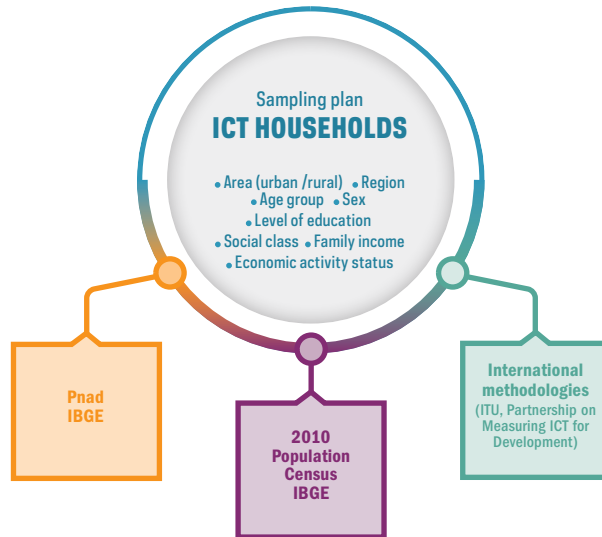 Sampling plan
ICT HOUSEHOLDS
• Area (urban /rural) • Region
• Age group • Sex
• Level of education
• Social class • Family income
• Economic activity status
Pnad
IBGE
2010
Population
Census
IBGE
International
methodologies
(ITU, Partnership on
Measuring ICT for
Development)